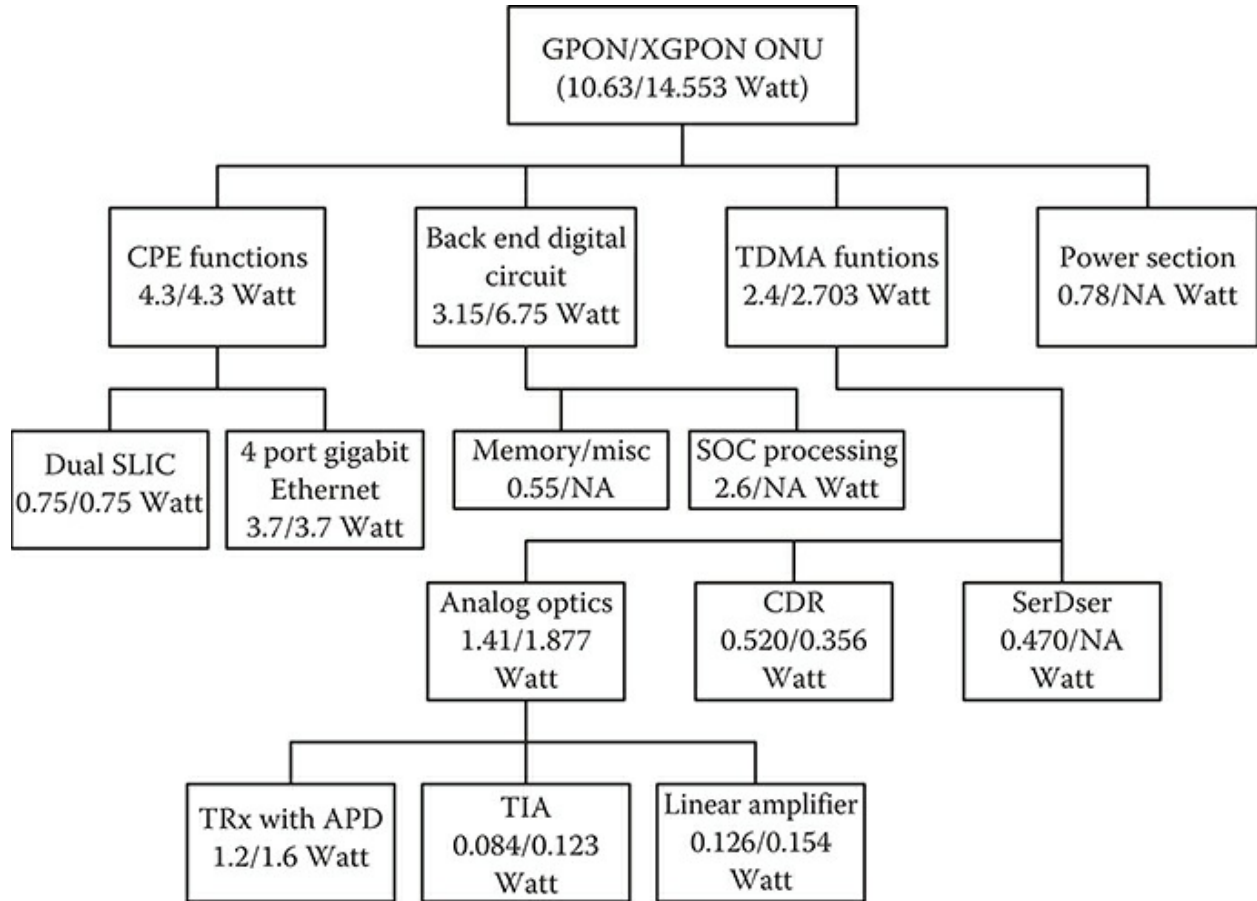 GPON/XGPON ONU
(10.63/14.553 Watt)
CPE functions
4.3/4.3 Watt
Back end digital
circuit
3.15/6.75 Watt
TDMA funtions
2.4/2.703 Watt
Power section
0.78/NA Watt
Dual SLIC
0.75/0.75 Watt
4 port gigabit
Ethernet
3.7/3.7 Watt
Memory/misc
0.55/NA
SOC processing
2.6/NA Watt
Analog optics
1.41/1.877
Watt
CDR
0.520/0.356
Watt
SerDser
0.470/NA
Watt
TRx with APD
1.2/1.6 Watt
TIA
0.084/0.123
Watt
Linear amplifier
0.126/0.154
Watt